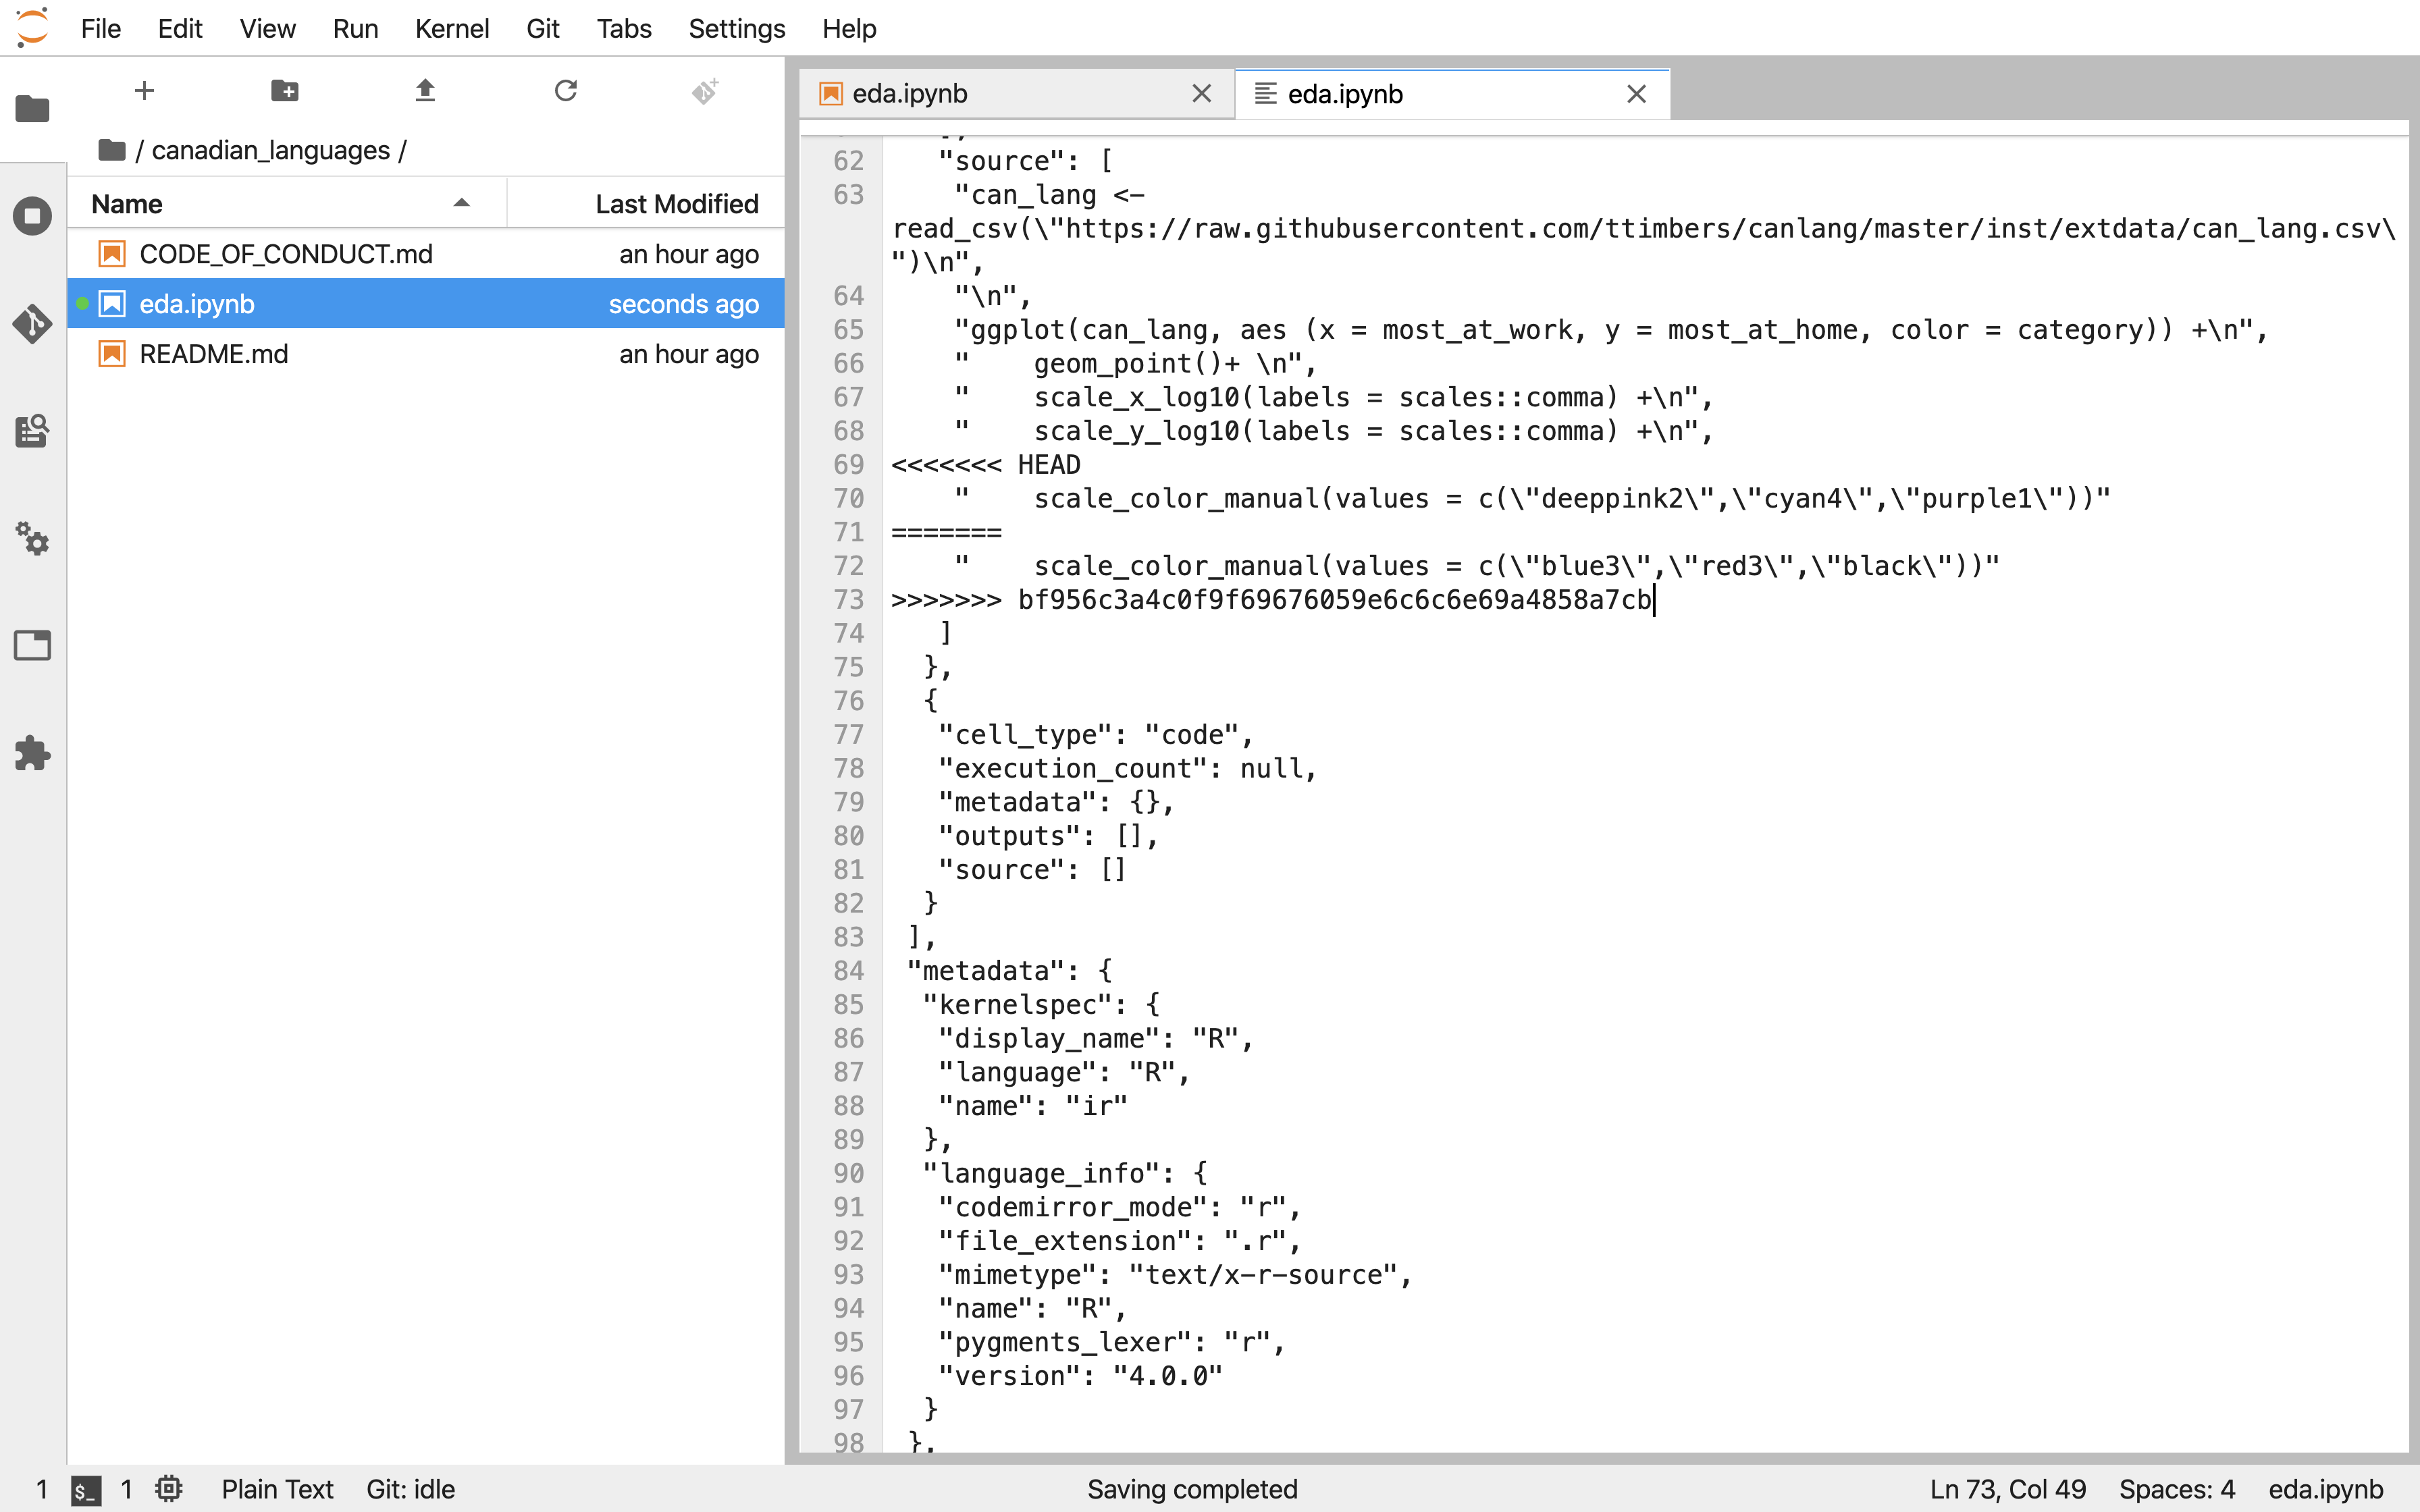 File Edit View Run Kernel Git Tabs Settings Help
/ canadian_languages /
Name Last Modified
CODE_OF_CONDUCT.md an hour ago
eda.ipynb seconds ago
README.md an hour ago
eda.ipynb eda.ipynb
62 "source": [
63 "can_lang <-
read_csv(\"https://raw.githubusercontent.com/ttimbers/canlang/master/inst/extdata/can_lang.csv\
")\n",
64 "\n",
65 "ggplot(can_lang, aes (x = most_at_work, y = most_at_home, color = category)) +\n",
66 "    geom_point()+ \n",
67 "    scale_x_log10(labels = scales::comma) +\n",
68 "    scale_y_log10(labels = scales::comma) +\n",
69 <<<<<<< HEAD
70 "    scale_color_manual(values = c(\"deeppink2\",\"cyan4\",\"purple1\"))"
71 =======
72 "    scale_color_manual(values = c(\"blue3\",\"red3\",\"black\"))"
73 >>>>>>> bf956c3a4c0f9f69676059e6c6c6e69a4858a7cb
74 ]
75 },
76 {
77 "cell_type": "code",
78 "execution_count": null,
79 "metadata": {},
80 "outputs": [],
81 "source": []
82 }
83 ],
84 "metadata": {
85 "kernelspec": {
86 "display_name": "R",
87 "language": "R",
88 "name": "ir"
89 },
90 "language_info": {
91 "codemirror_mode": "r",
92 "file_extension": ".r",
93 "mimetype": "text/x-r-source",
94 "name": "R",
95 "pygments_lexer": "r",
96 "version": "4.0.0"
97 }
98 },
1 $_ 1 Plain Text Git: idle Saving completed Ln 73, Col 49 Spaces: 4 eda.ipynb